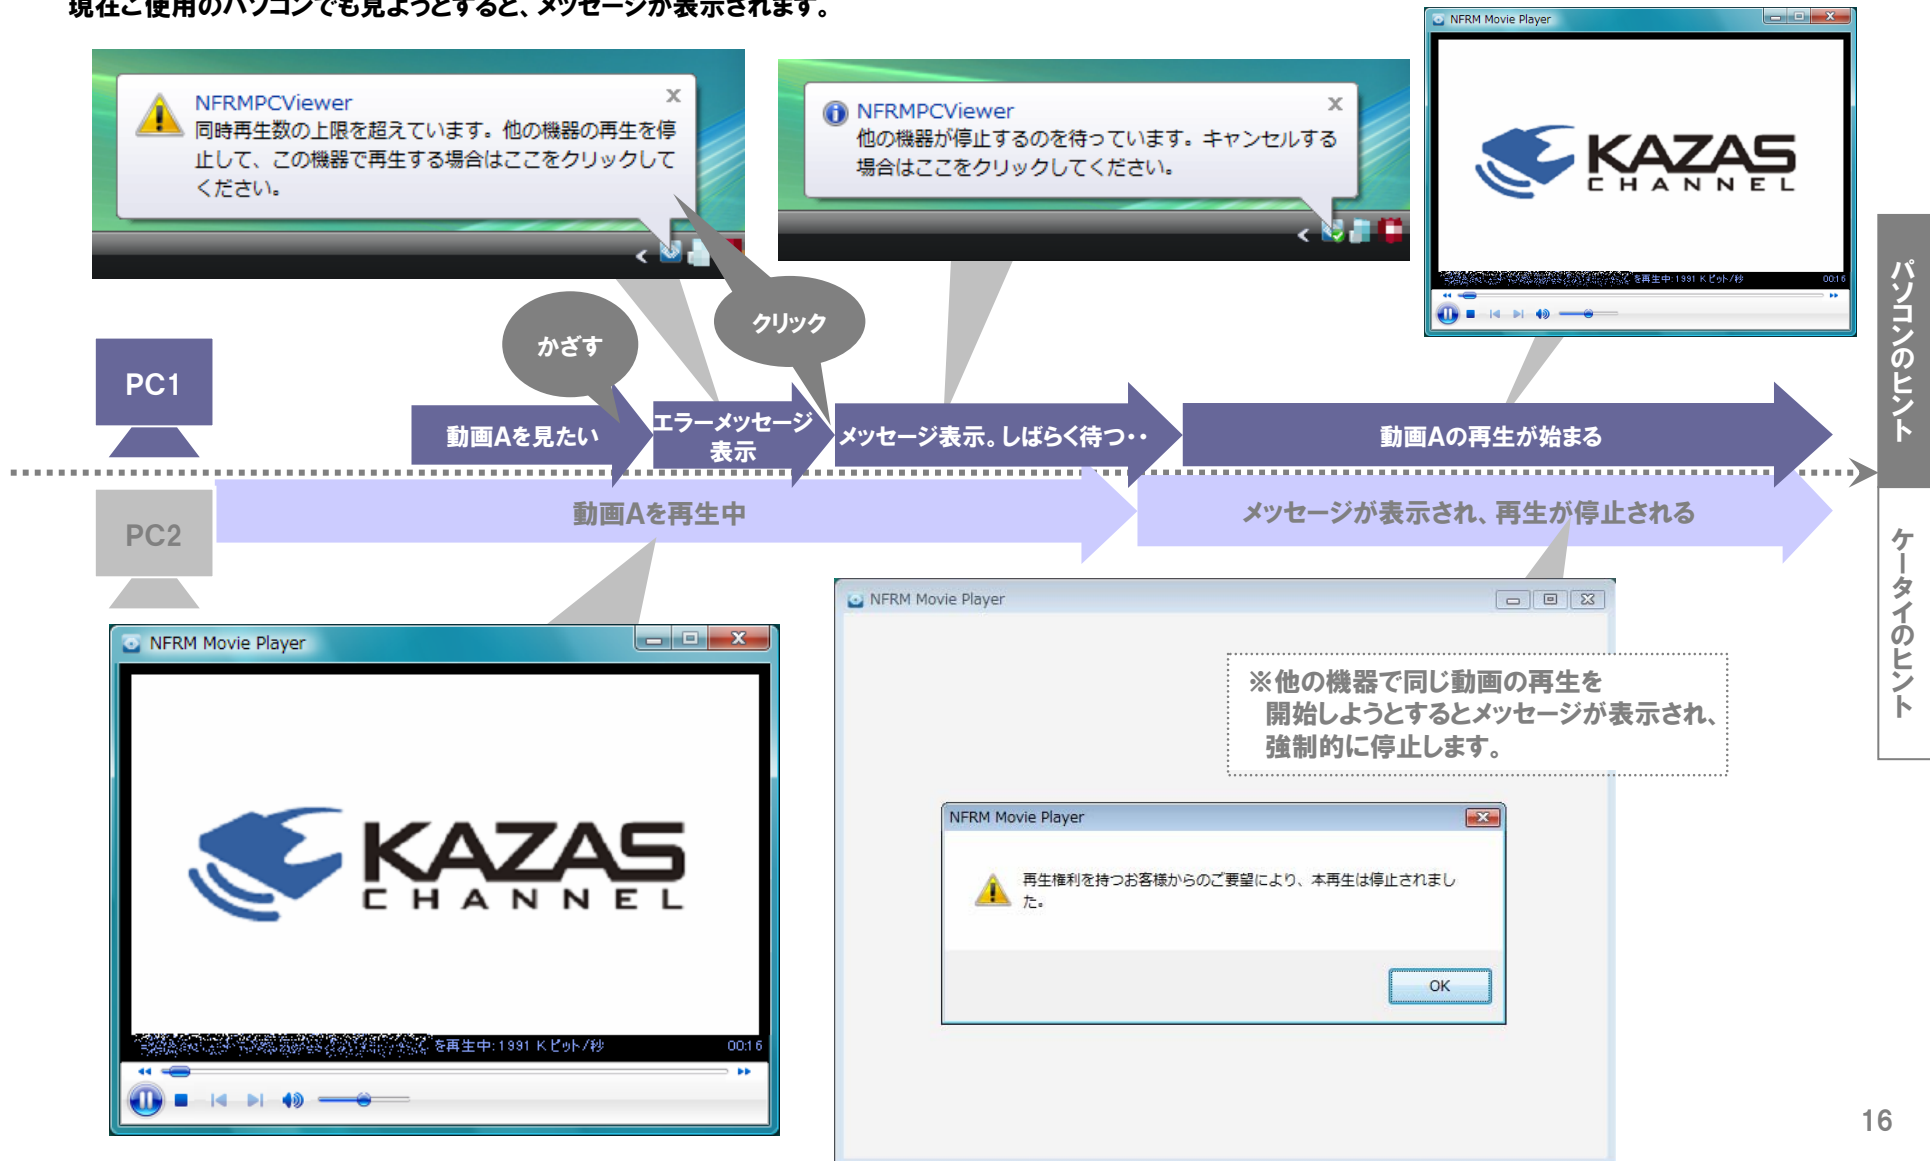 現在ご使用のパソコンでも見ようとすると、メッセージが表示されます。
NFRMPCViewer
同時再生数の上限を超えています。他の機器の再生を停
止して、この機器で再生する場合はここをクリックして
ください。
NFRMPCViewer
他の機器が停止するのを待っています。キャンセルする
場合はここをクリックしてください。
NFRM Movie Player
KAZAS
CHANNEL
を再生中:1991 Kビット/秒
00:16
かざす
クリック
PC1
動画Aを見たい
エラーメッセージ
表示
メッセージ表示。しばらく待つ・・
動画Aの再生が始まる
PC2
動画Aを再生中
メッセージが表示され、再生が停止される
NFRM Movie Player
KAZAS
CHANNEL
を再生中:1991 Kビット/秒
00:16
NFRM Movie Player
※他の機器で同じ動画の再生を
開始しようとするとメッセージが表示され、
強制的に停止します。
NFRM Movie Player
再生権利を持つお客様からのご要望により、本再生は停止されまし
た。
OK
パソコンのヒント
ケータイのヒント
16